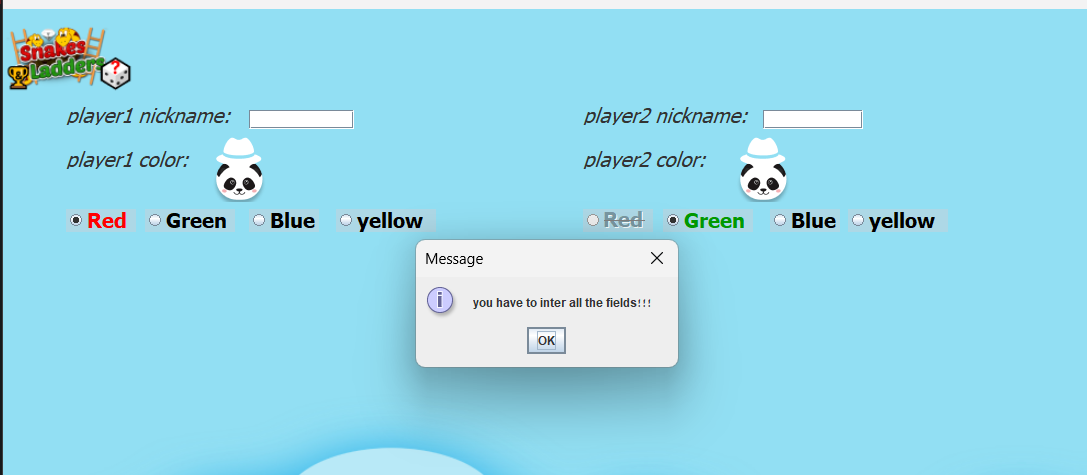 Snakes
Ladders
?
player1 nickname:
player2 nickname:
player1 color:
player2 color:
Red Green Blue yellow
Red Green Blue yellow
Message
i
you have to inter all the fields!!!
OK